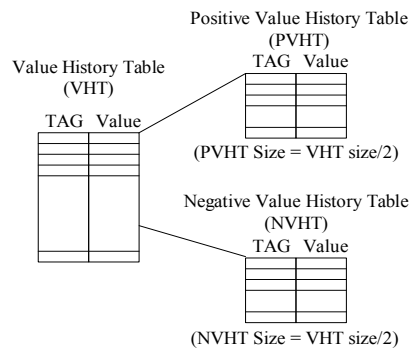 Positive Value History Table
(PVHT)
TAG Value
(PVHT Size = VHT size/2)
Value History Table
(VHT)
TAG Value
Negative Value History Table
(NVHT)
TAG Value
(NVHT Size = VHT size/2)